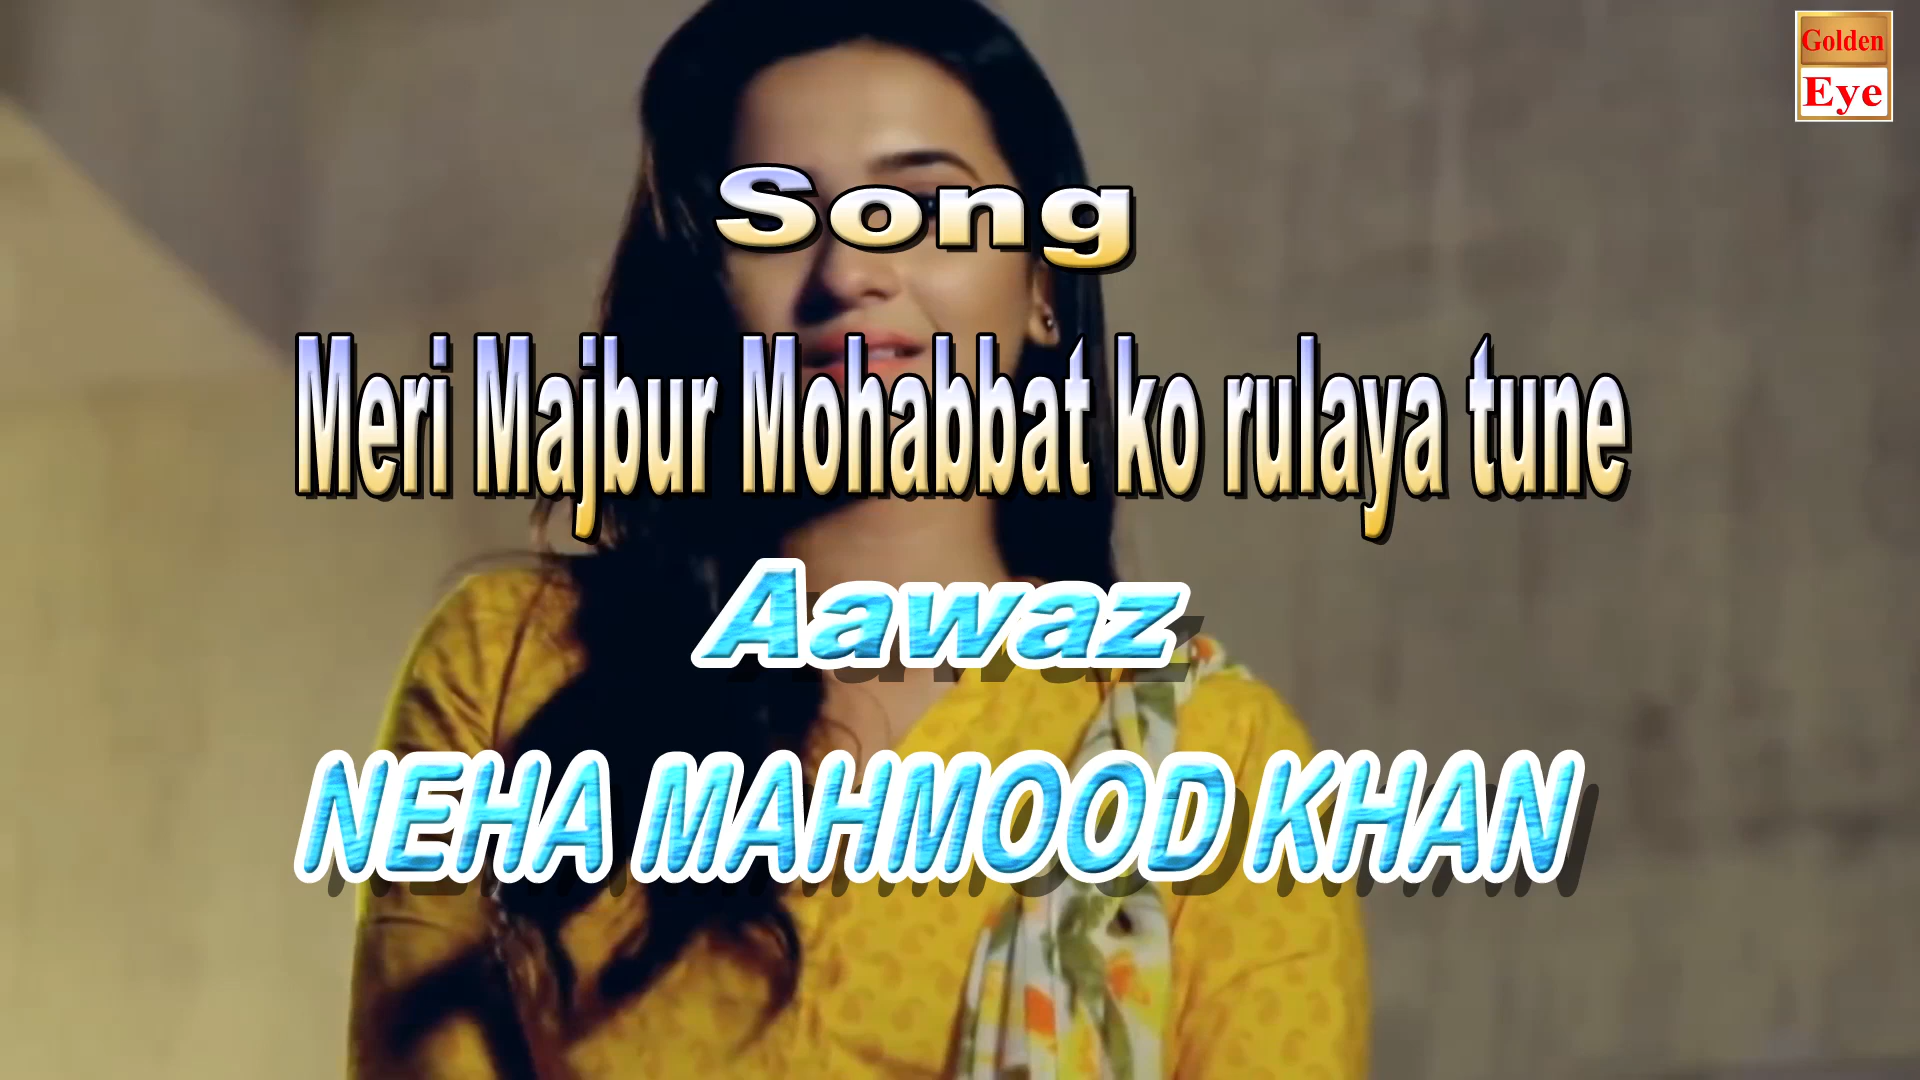 Golden
Eye
Song
Meri Majbur Mohabbat ko rulaya tune
Aawaz
NEHA MAHMOOD KHAN